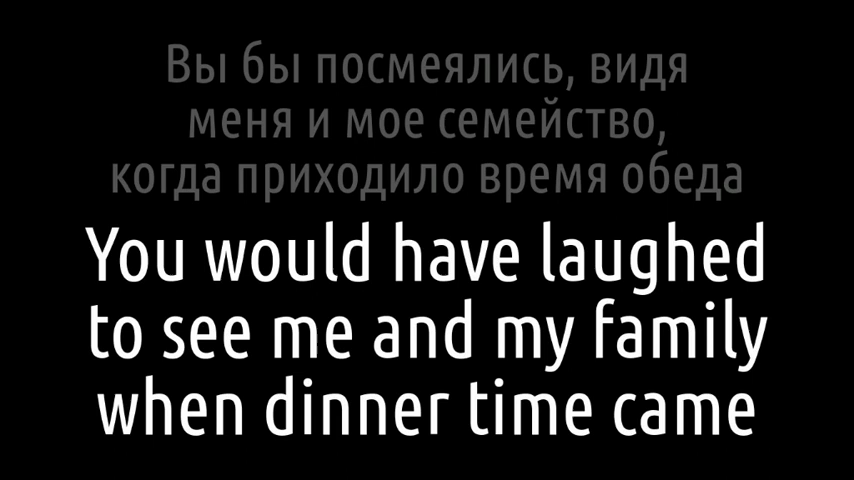 Вы бы посмеялись, видя
меня и мое семейство,
когда приходило время обеда
You would have laughed
to see me and my family
when dinner time came